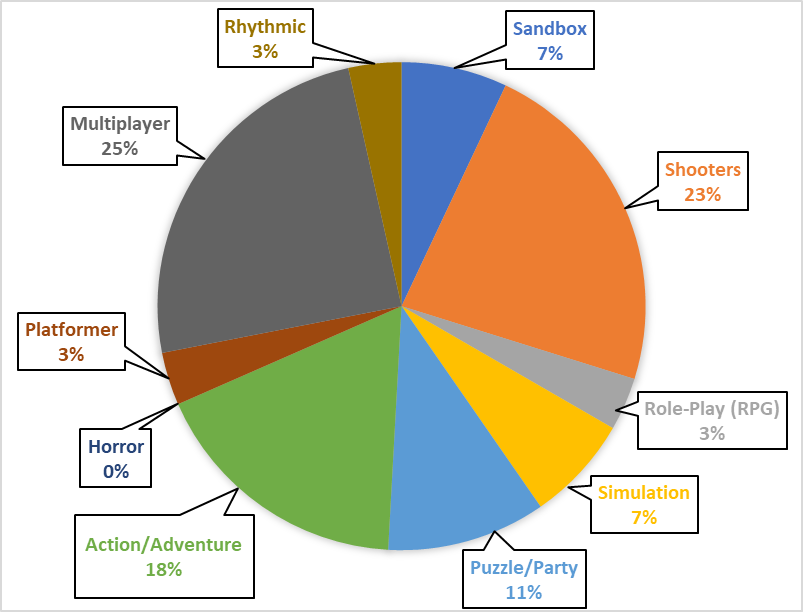 Rhythmic
3%
Sandbox
7%
Multiplayer
25%
Shooters
23%
Platformer
3%
Role-Play (RPG)
3%
Horror
0%
Simulation
7%
Action/Adventure
18%
Puzzle/Party
11%